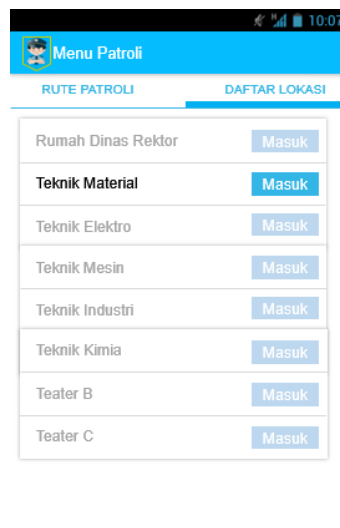 10:07
Menu Patroli
RUTE PATROLI DAFTAR LOKASI
Rumah Dinas Rektor Masuk
Teknik Material Masuk
Teknik Elektro Masuk
Teknik Mesin Masuk
Teknik Industri Masuk
Teknik Kimia Masuk
Teater B Masuk
Teater C Masuk